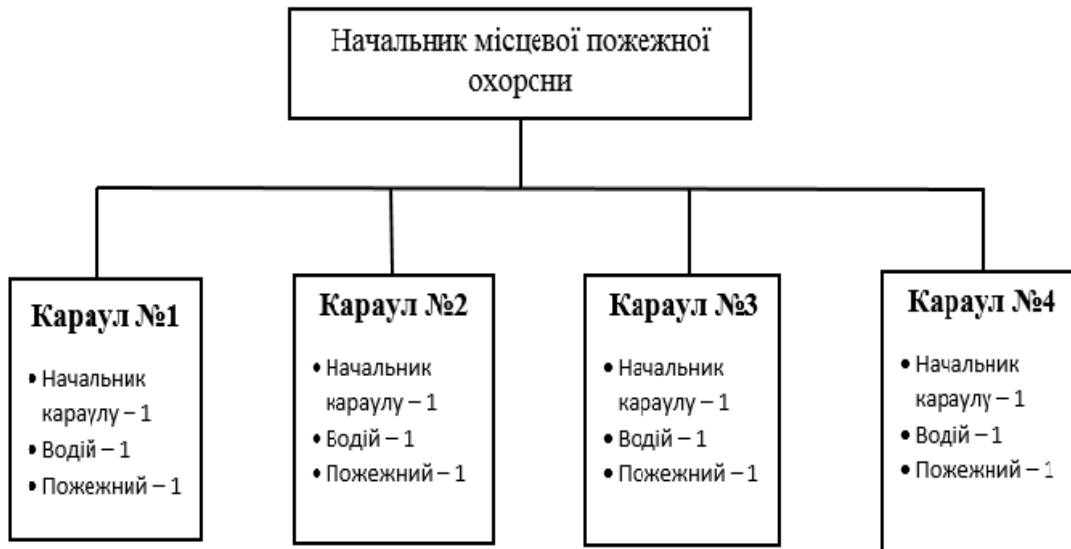 Начальник місцевої пожежної
охорсни
Караул №1
• Начальник
караулу – 1
• Водій – 1
• Пожежний – 1
Караул №2
• Начальник
караулу – 1
• Водій – 1
• Пожежний – 1
Караул №3
• Начальник
караулу – 1
• Водій – 1
• Пожежний – 1
Караул №4
• Начальник
караулу – 1
• Водій – 1
• Пожежний – 1